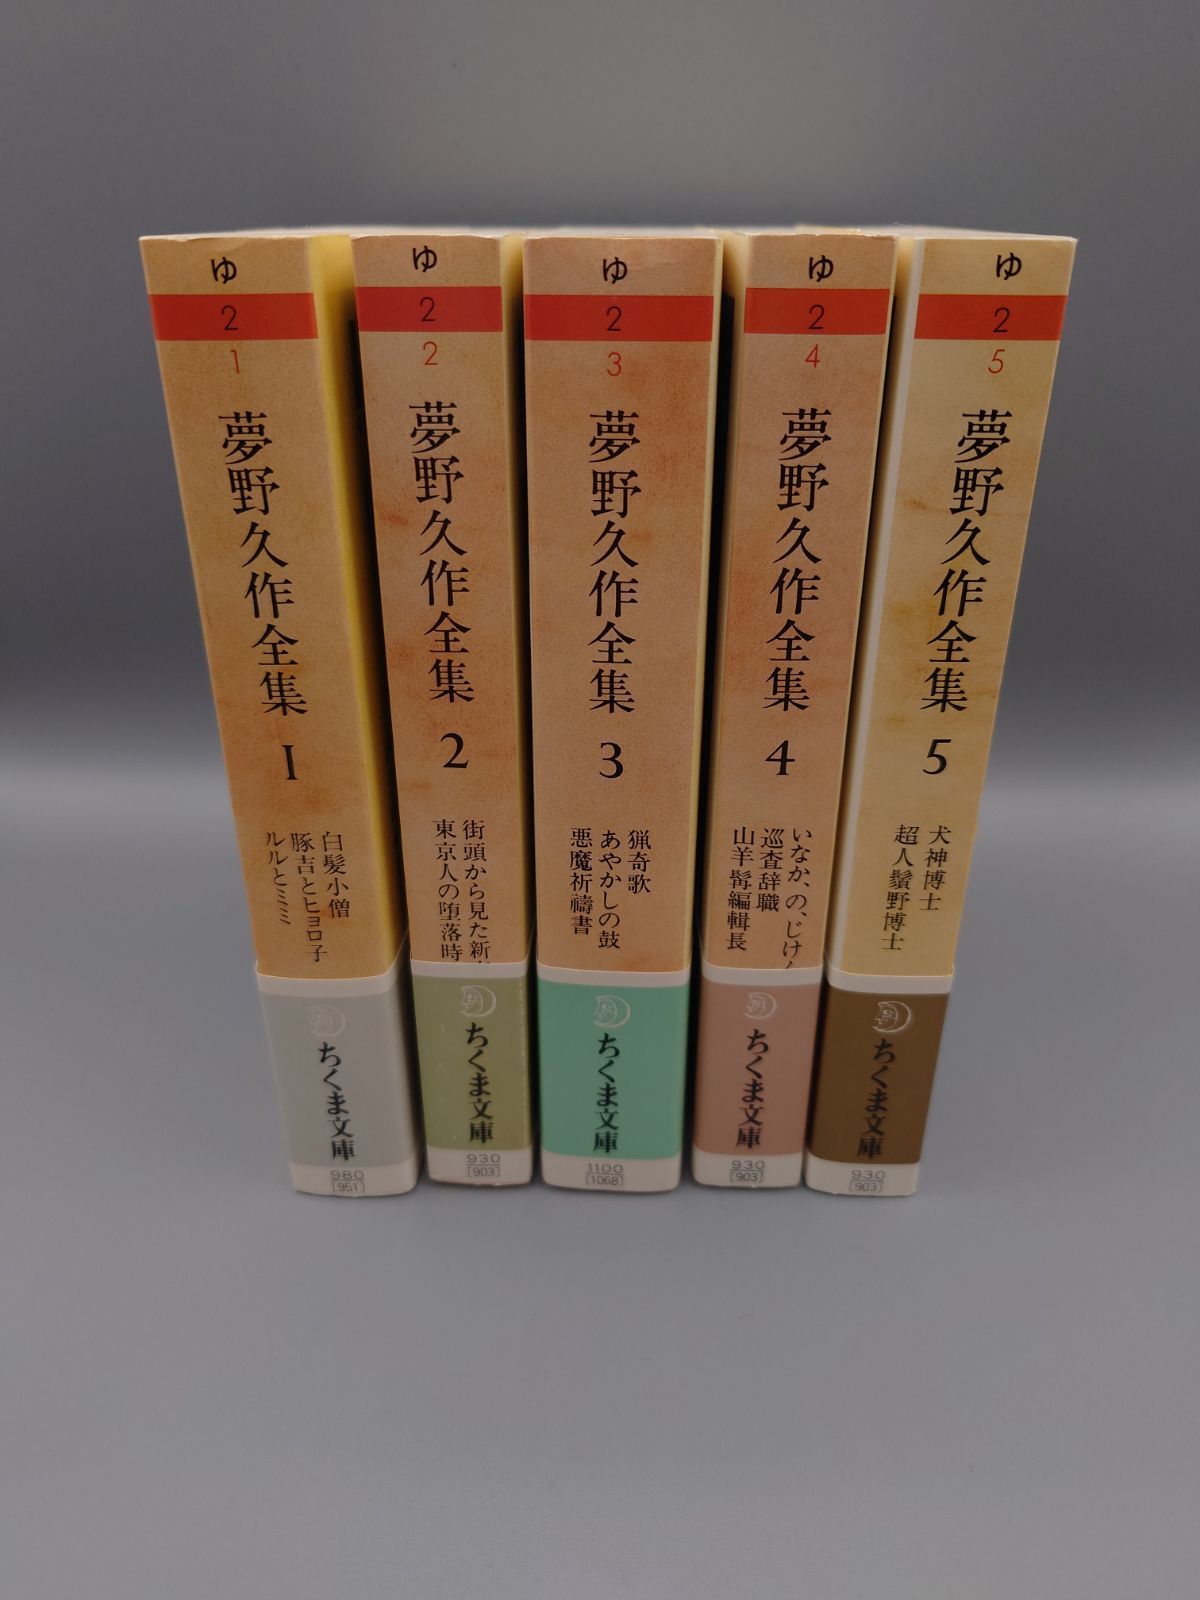 ゆ
2
1
夢野久作全集
1
白髪小僧
豚吉とヒョロ子
ルルとミミ
ちくま文庫
980
[951]
ゆ
2
2
夢野久作全集
2
街頭から見た新
東京人の堕落時
ちくま文庫
930
[903]
ゆ
2
3
夢野久作全集
3
猟奇歌
あやかしの鼓
悪魔祈禱書
ちくま文庫
1100
[1068]
ゆ
2
4
夢野久作全集
4
いなか、の、じけ
巡査辞職
山羊髯編輯長
ちくま文庫
930
[903]
ゆ
2
5
夢野久作全集
5
犬神博士
超人鬚野博士
ちくま文庫
930
[903]